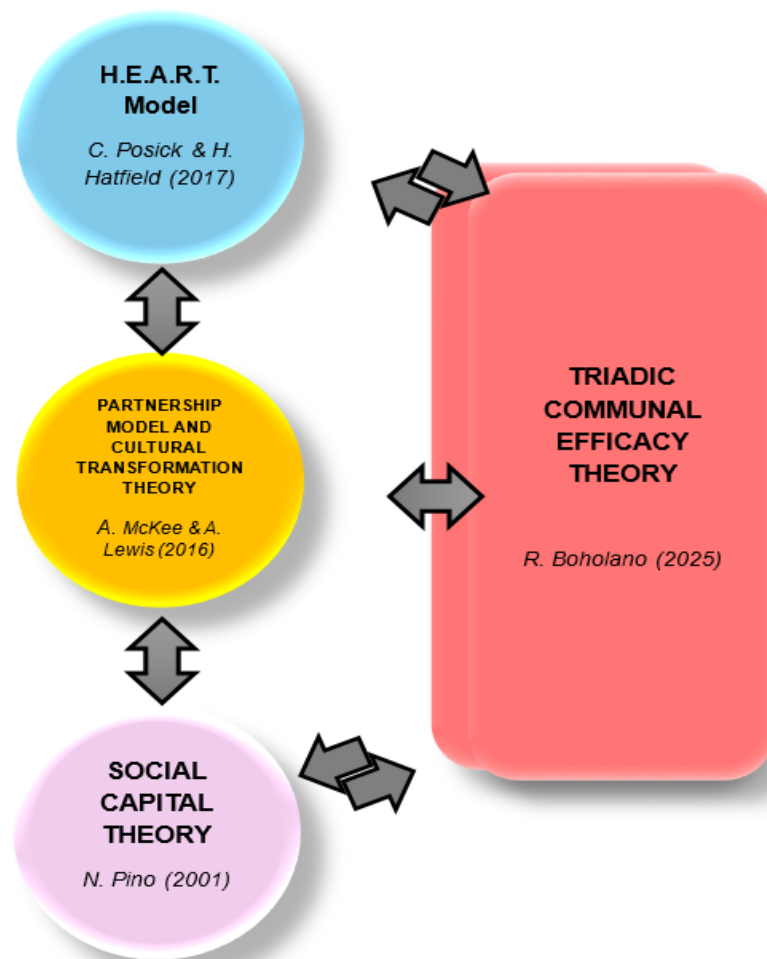 H.E.A.R.T.
Model
C. Posick & H.
Hatfield (2017)
PARTNERSHIP
MODEL AND
CULTURAL
TRANSFORMATION
THEORY
A. McKee & A.
Lewis (2016)
SOCIAL
CAPITAL
THEORY
N. Pino (2001)
TRIADIC
COMMUNAL
EFFICACY
THEORY
R. Boholano (2025)